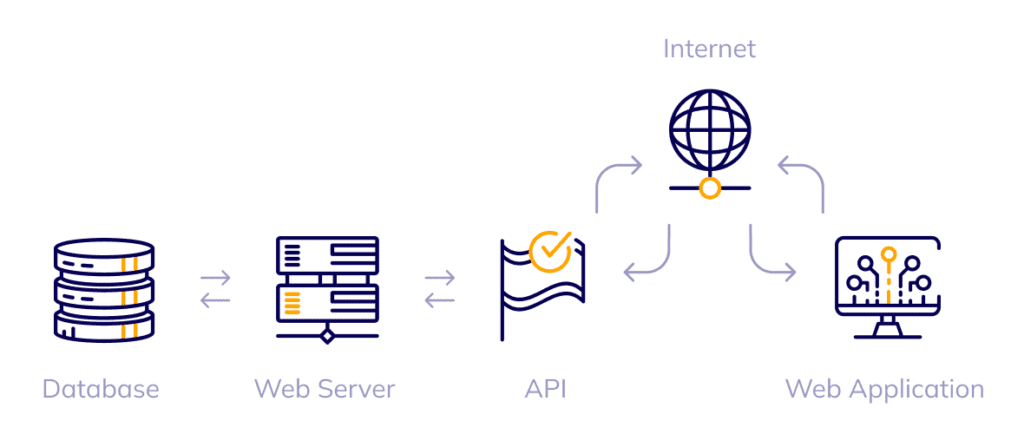 Internet
Database
Web Server
API
Web Application